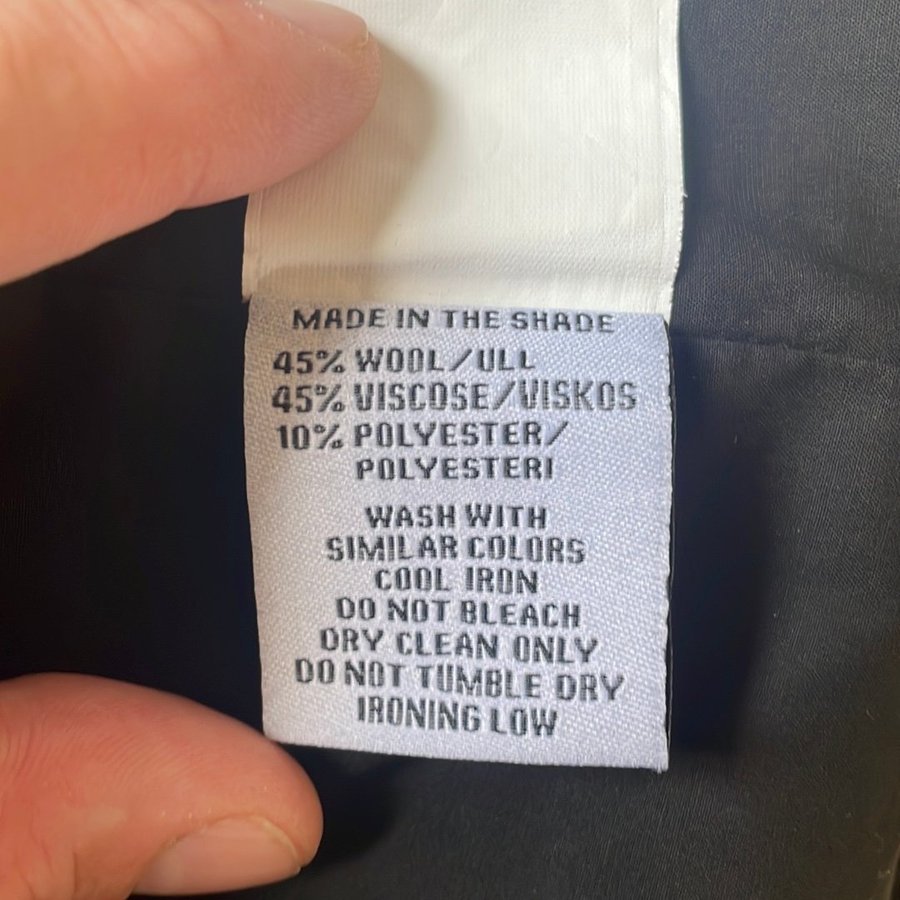 MADE IN THE SHADE
45% WOOL/ULL
45% VISCOSE/VISKOS
10% POLYESTER/
POLYESTERI
WASH WITH
SIMILAR COLORS
COOL IRON
DO NOT BLEACH
DRY CLEAN ONLY
DO NOT TUMBLE DRY
IRONING LOW